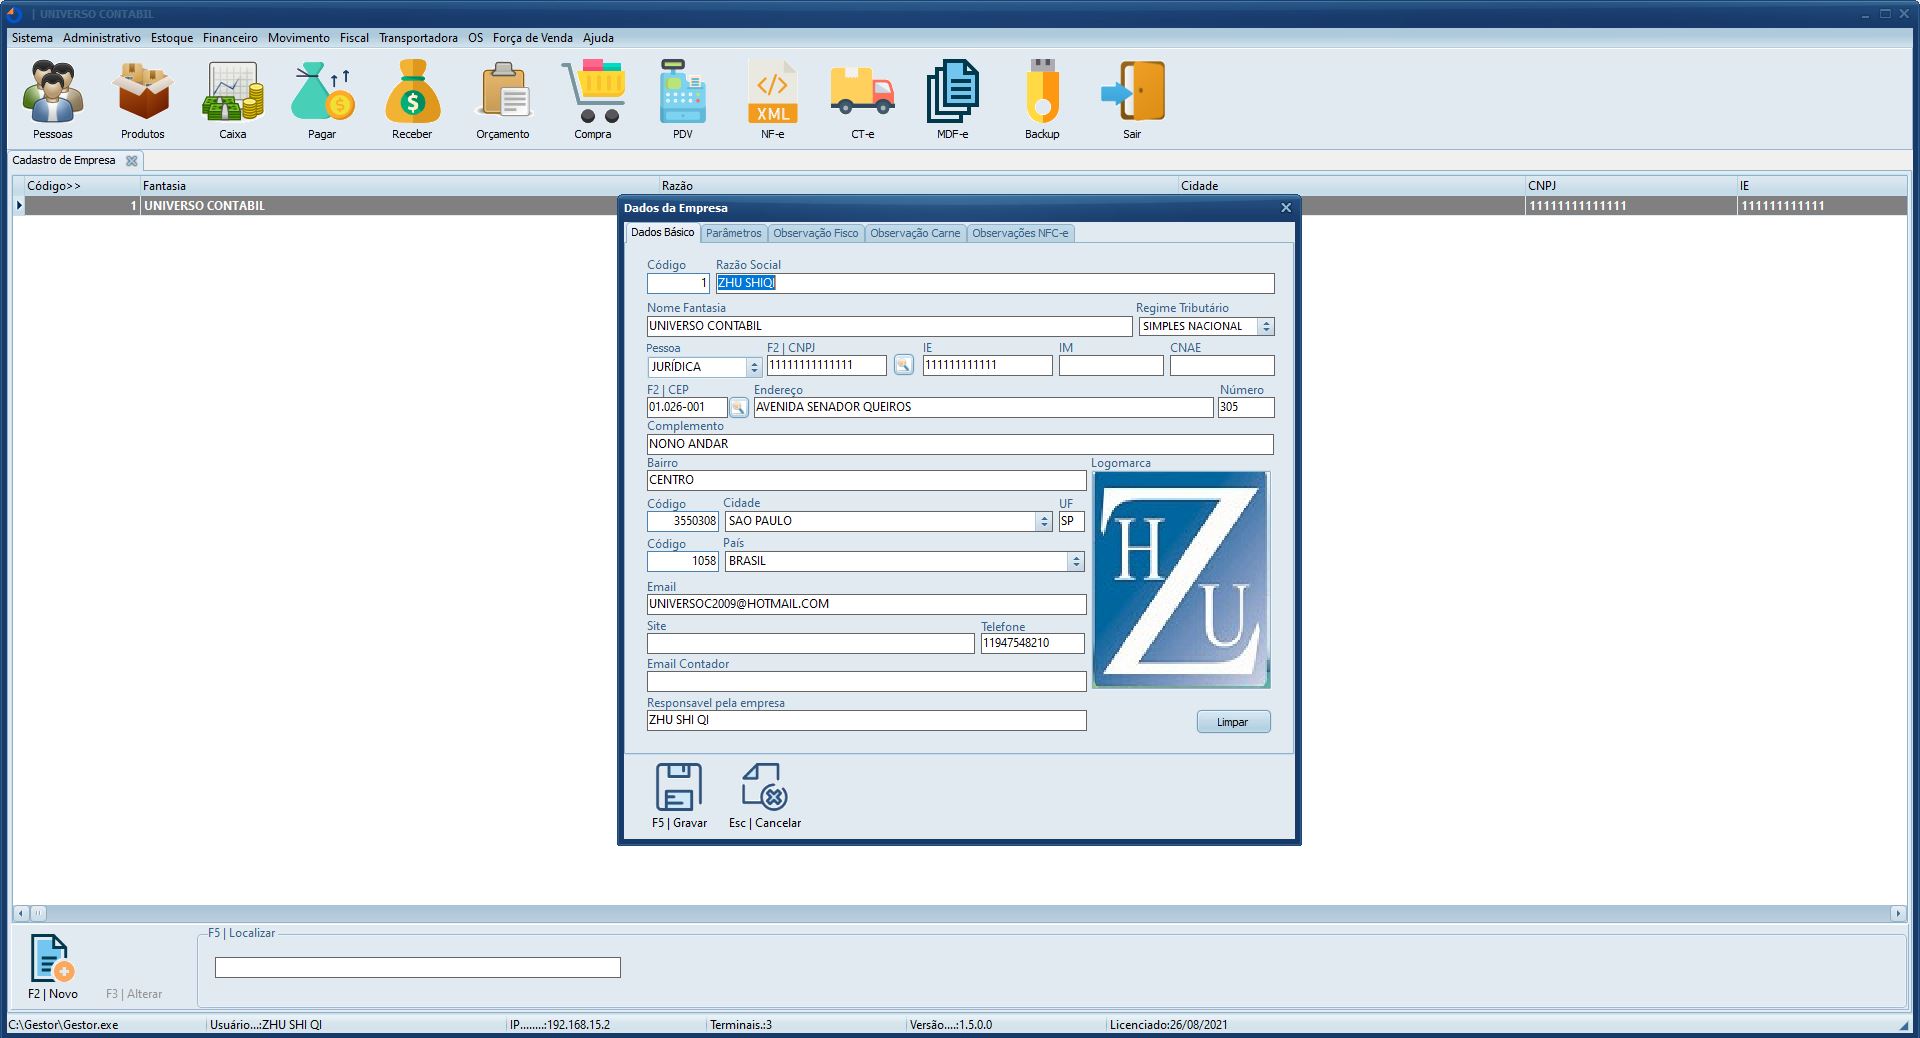 | UNIVERSO CONTABIL
Sistema Administrativo Estoque Financeiro Movimento Fiscal Transportadora OS Força de Venda Ajuda
XML
Pessoas Produtos Caixa Pagar Receber Orçamento Compra PDV NF-e CT-e MDF-e Backup Sair
Cadastro de Empresa
Código>> Fantasia Razão Cidade CNPJ IE
1 UNIVERSO CONTABIL 11111111111111 111111111111
Dados da Empresa
Dados Básico Parâmetros Observação Fisco Observação Carne Observações NFC-e
Código Razão Social
1 ZHU SHIQI
Nome Fantasia Regime Tributário
UNIVERSO CONTABIL SIMPLES NACIONAL
Pessoa F2 | CNPJ IE IM CNAE
JURÍDICA 11111111111111 111111111111
F2 | CEP Endereço Número
01.026-001 AVENIDA SENADOR QUEIROS 305
Complemento
NONO ANDAR
Bairro Logomarca
CENTRO
Código Cidade UF
3550308 SAO PAULO SP
Código País
1058 BRASIL
Email
UNIVERSOC2009@HOTMAIL.COM
Site Telefone
11947548210
Email Contador
Responsavel pela empresa
ZHU SHI QI
ZHU
Limpar
F5 | Gravar Esc | Cancelar
F5 | Localizar
F2 | Novo F3 | Alterar
C:\Gestor\Gestor.exe Usuário...:ZHU SHI QI IP........:192.168.15.2 Terminais.:3 Versão....:1.5.0.0 Licenciado:26/08/2021